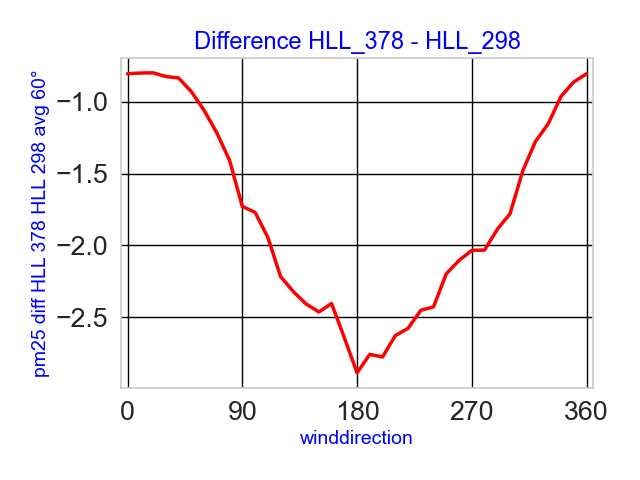 Difference HLL_378 - HLL_298
pm25 diff HLL 378 HLL 298 avg 60°
−1.0
−1.5
−2.0
−2.5
0 90 180 270 360
winddirection